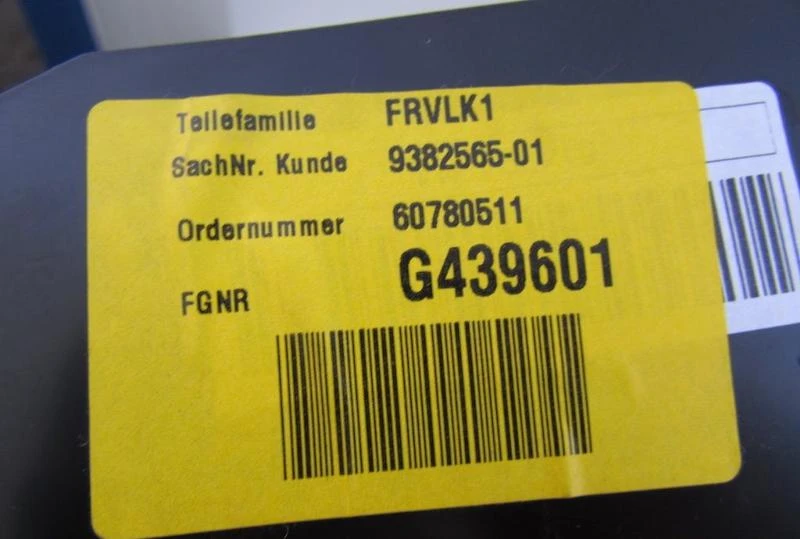 Teilefamilie FRVLK1
SachNr. Kunde 9382565-01
Ordernummer 60780511
FGNR G439601